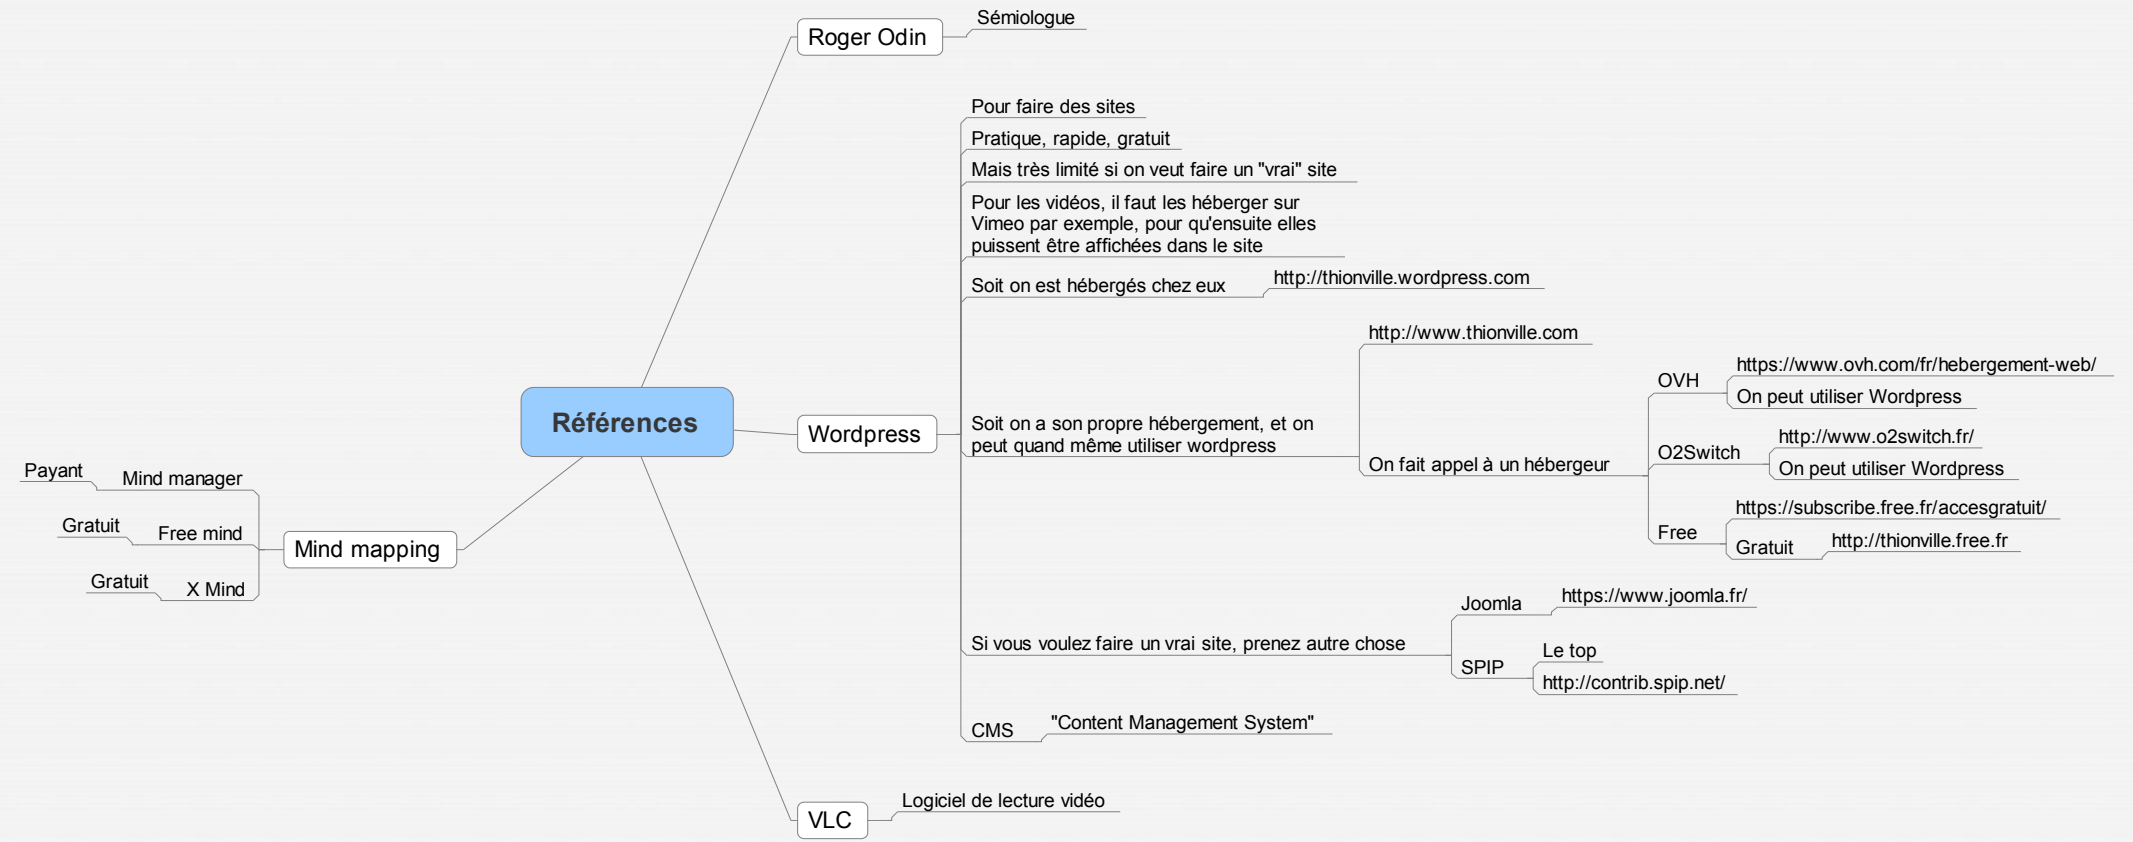 Références
Roger Odin
Sémiologue
Wordpress
Pour faire des sites
Pratique, rapide, gratuit
Mais très limité si on veut faire un "vrai" site
Pour les vidéos, il faut les héberger sur
Vimeo par exemple, pour qu'ensuite elles
puissent être affichées dans le site
Soit on est hébergés chez eux
http://thionville.wordpress.com
Soit on a son propre hébergement, et on
peut quand même utiliser wordpress
http://www.thionville.com
On fait appel à un hébergeur
OVH
https://www.ovh.com/fr/hebergement-web/
On peut utiliser Wordpress
O2Switch
http://www.o2switch.fr/
On peut utiliser Wordpress
Free
https://subscribe.free.fr/accesgratuit/
Gratuit
http://thionville.free.fr
Si vous voulez faire un vrai site, prenez autre chose
Joomla
https://www.joomla.fr/
SPIP
Le top
http://contrib.spip.net/
CMS
"Content Management System"
VLC
Logiciel de lecture vidéo
Mind mapping
Mind manager
Payant
Free mind
Gratuit
X Mind
Gratuit